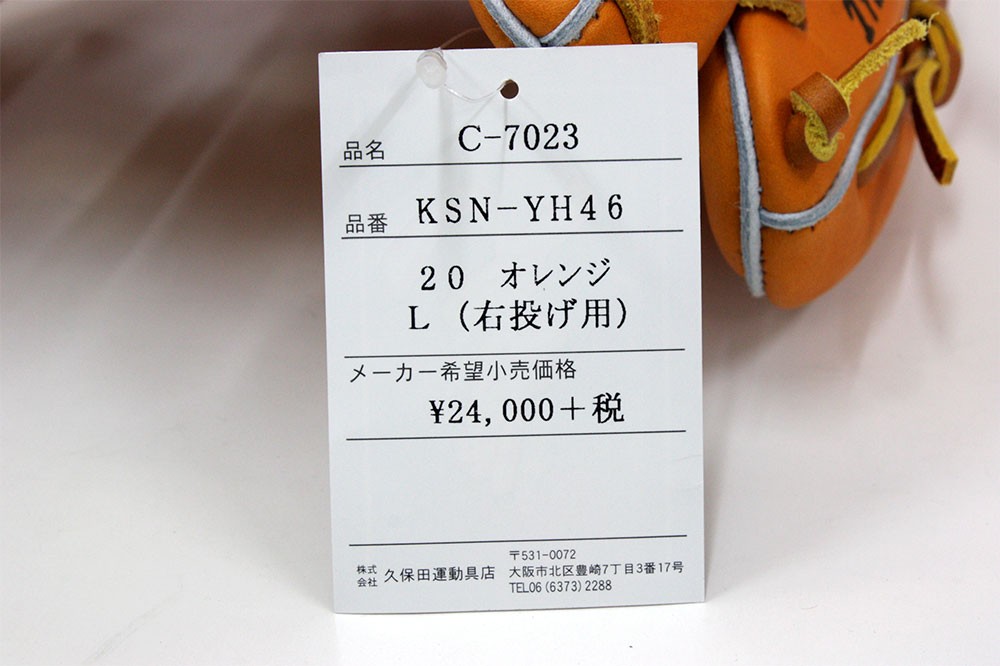 品名 C-7023
品番 KSN-YH46
20 オレンジ
L (右投げ用)
メーカー希望小売価格
¥24,000+税
株式会社 久保田運動具店
〒531-0072
大阪市北区豊崎7丁目3番17号
TEL06(6373)2288